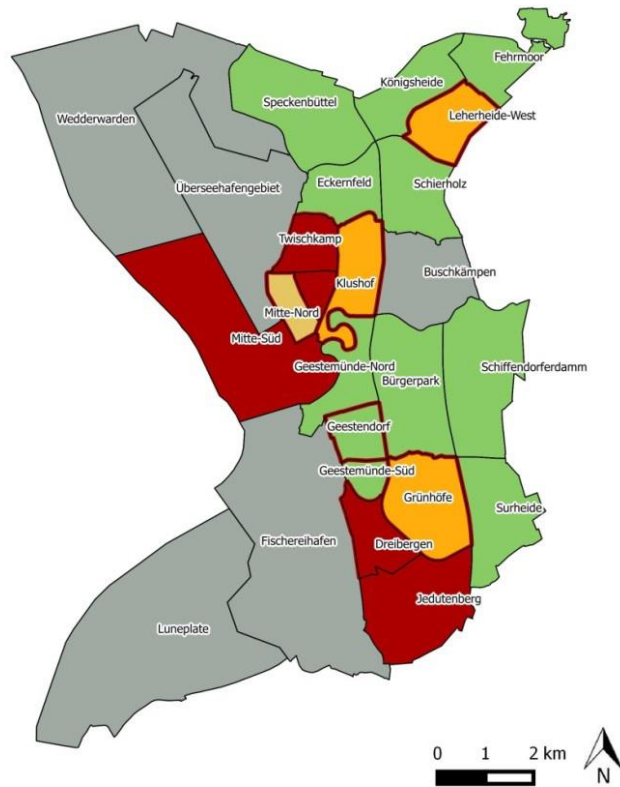 Fehrmoor
Königsheide
Speckenbüttel
Leherheide-West
Wedderwarden
Eckernfeld
Schierholz
Überseehafengebiet
Twischkamp
Buschkämpen
Klushof
Mitte-Nord
Mitte-Süd
Geestemünde-Nord
Schiffendorferdamm
Bürgerpark
Geestendorf
Geestemünde-Süd
Grünhöfe
Surheide
Fischereihafen
Dreibergen
Jedutenberg
Luneplate
0 1 2 km
N